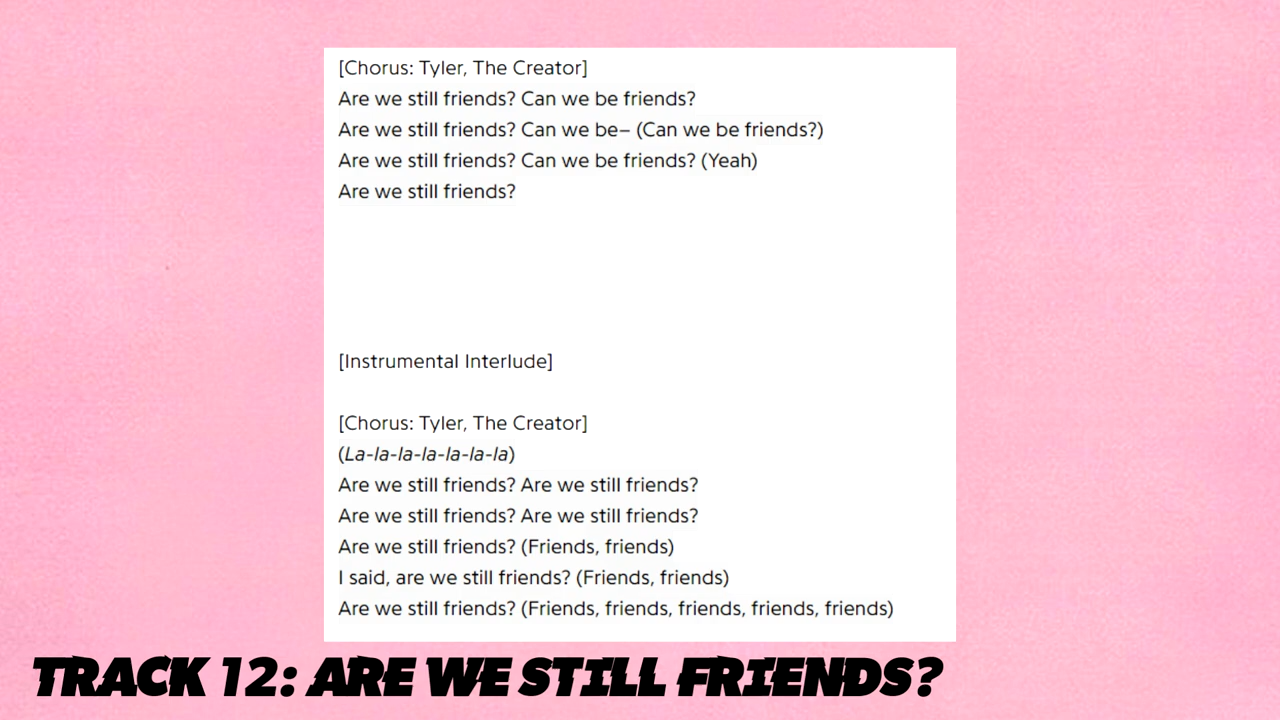 [Chorus: Tyler, The Creator]
Are we still friends? Can we be friends?
Are we still friends? Can we be– (Can we be friends?)
Are we still friends? Can we be friends? (Yeah)
Are we still friends?
[Instrumental Interlude]
[Chorus: Tyler, The Creator]
(La-la-la-la-la-la-la)
Are we still friends? Are we still friends?
Are we still friends? Are we still friends?
Are we still friends? (Friends, friends)
I said, are we still friends? (Friends, friends)
Are we still friends? (Friends, friends, friends, friends, friends)
TRACK 12: ARE WE STILL FRIENDS?